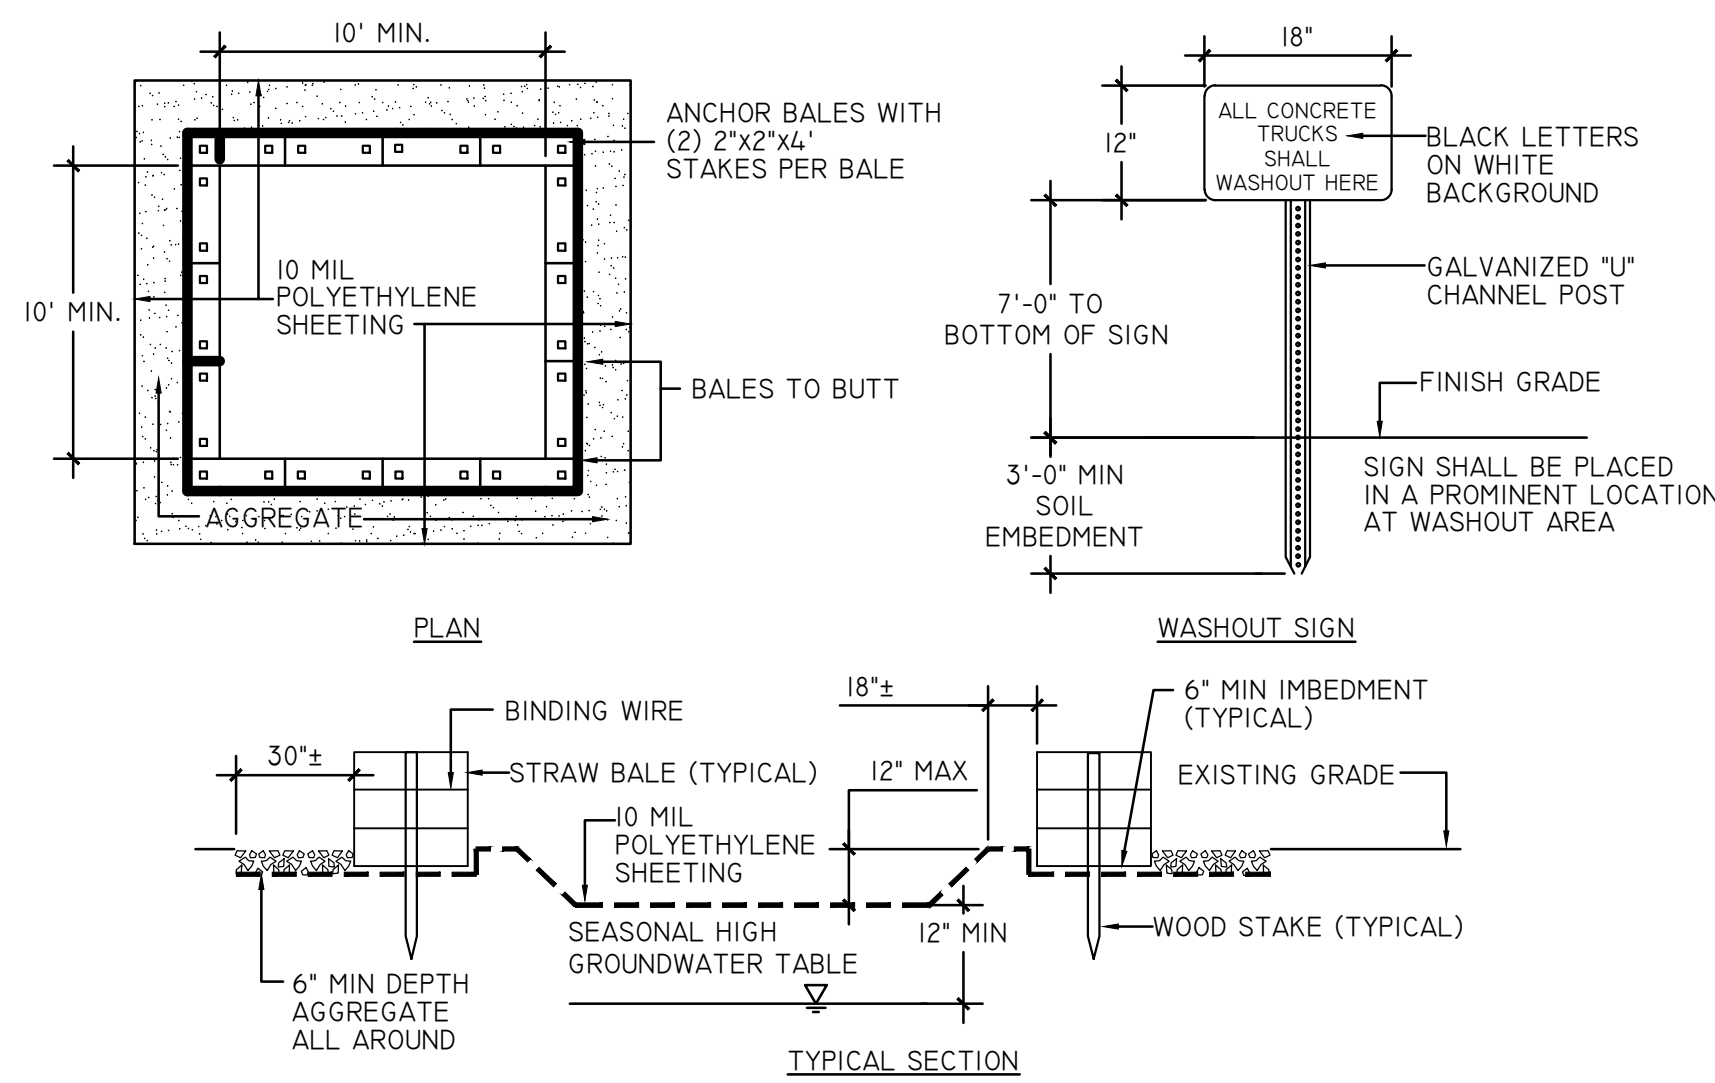 10' MIN.
10' MIN.
ANCHOR BALES WITH
(2) 2"X2"X4'
STAKES PER BALE
10 MIL
POLYETHYLENE
SHEETING
BALES TO BUTT
AGGREGATE
PLAN
18"
12"
ALL CONCRETE
TRUCKS
SHALL
WASHOUT HERE
BLACK LETTERS
ON WHITE
BACKGROUND
GALVANIZED "U"
CHANNEL POST
7'-0" TO
BOTTOM OF SIGN
FINISH GRADE
3'-0" MIN
SOIL
EMBEDMENT
SIGN SHALL BE PLACED
IN A PROMINENT LOCATION
AT WASHOUT AREA
WASHOUT SIGN
30"±
BINDING WIRE
STRAW BALE (TYPICAL)
10 MIL
POLYETHYLENE
SHEETING
18"±
12" MAX
6" MIN IMBEDMENT
(TYPICAL)
EXISTING GRADE
SEASONAL HIGH
GROUNDWATER TABLE
12" MIN
WOOD STAKE (TYPICAL)
6" MIN DEPTH
AGGREGATE
ALL AROUND
TYPICAL SECTION